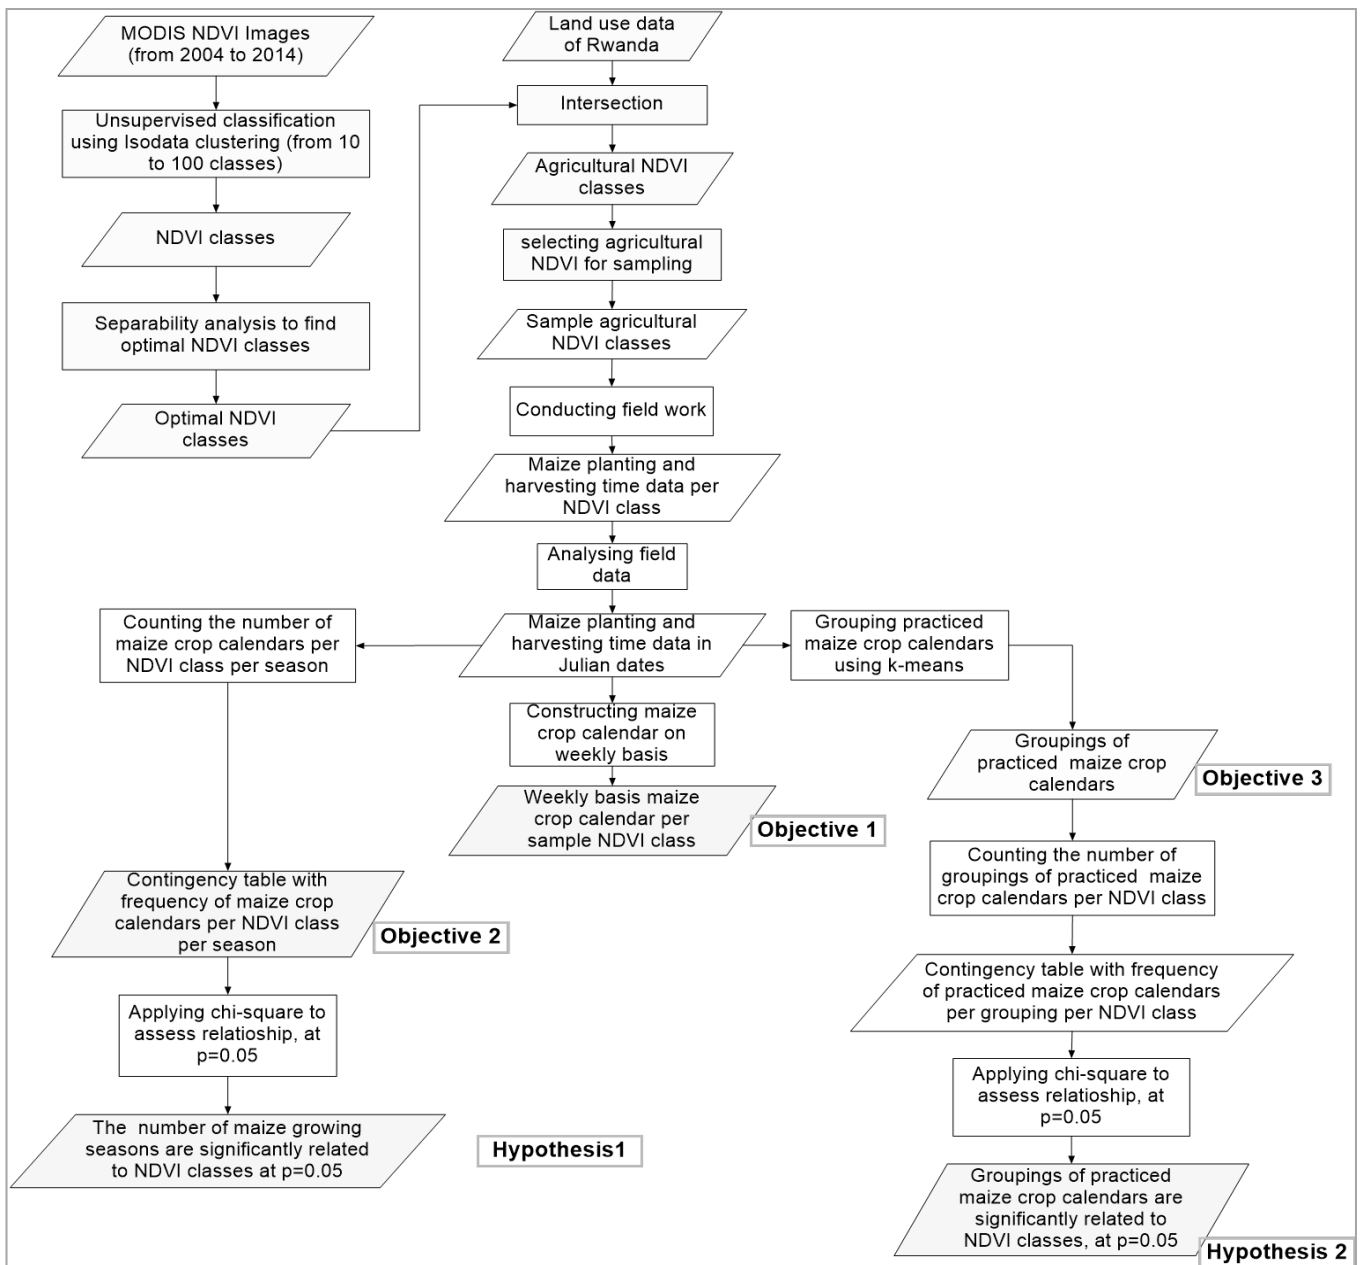 MODIS NDVI Images
(from 2004 to 2014)
Unsupervised classification
using Isodata clustering (from 10
to 100 classes)
NDVI classes
Separability analysis to find
optimal NDVI classes
Optimal NDVI
classes
Land use data
of Rwanda
Intersection
Agricultural NDVI
classes
selecting agricultural
NDVI for sampling
Sample agricultural
NDVI classes
Conducting field work
Maize planting and
harvesting time data per
NDVI class
Analysing field
data
Maize planting and
harvesting time data in
Julian dates
Counting the number of
maize crop calendars per
NDVI class per season
Contingency table with
frequency of maize crop
calendars per NDVI class
per season
Objective 2
Applying chi-square to
assess relatioship, at
p=0.05
The number of maize growing
seasons are significantly related
to NDVI classes at p=0.05
Hypothesis1
Constructing maize
crop calendar on
weekly basis
Weekly basis maize
crop calendar per
sample NDVI class
Objective 1
Grouping practiced
maize crop calendars
using k-means
Groupings of
practiced maize crop
calendars
Objective 3
Counting the number of
groupings of practiced maize
crop calendars per NDVI class
Contingency table with frequency
of practiced maize crop calendars
per grouping per NDVI class
Applying chi-square to
assess relatioship, at
p=0.05
Groupings of practiced
maize crop calendars are
significantly related to
NDVI classes, at p=0.05
Hypothesis 2